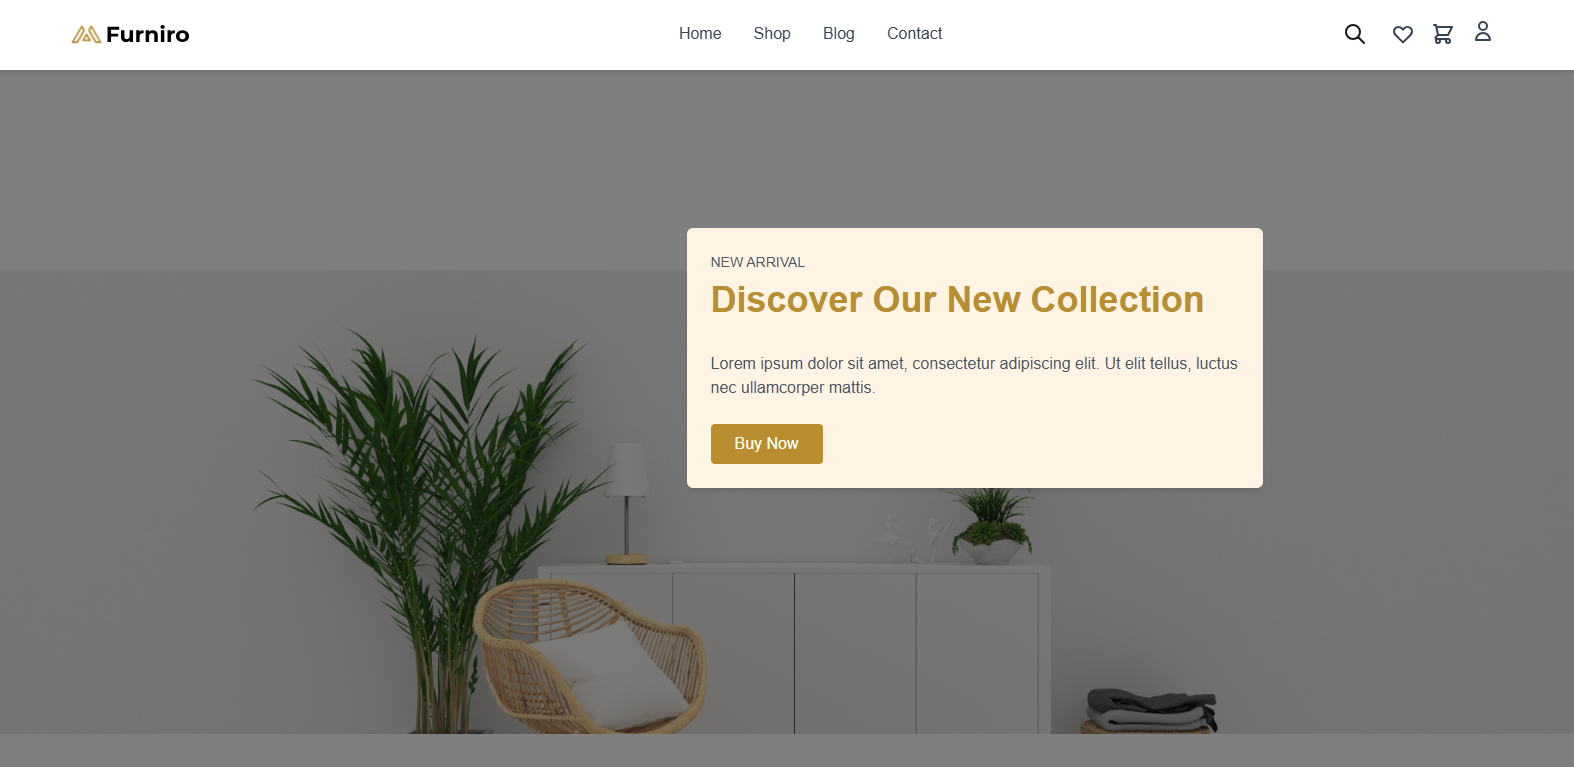 Furniro
Home Shop Blog Contact
NEW ARRIVAL
Discover Our New Collection
Lorem ipsum dolor sit amet, consectetur adipiscing elit. Ut elit tellus, luctus
nec ullamcorper mattis.
Buy Now